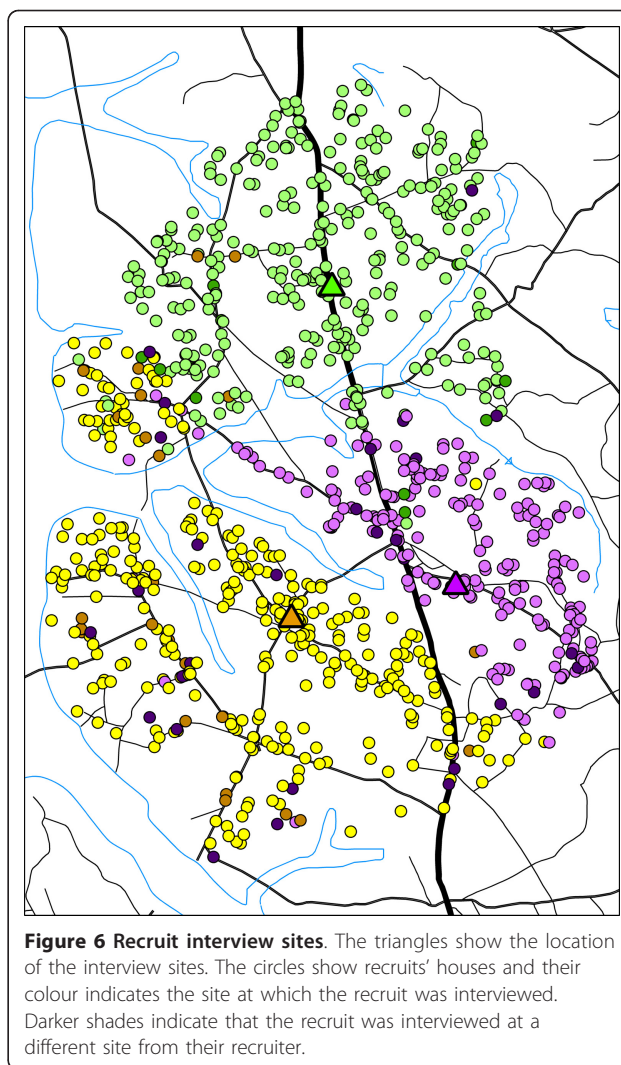 Figure 6 Recruit interview sites. The triangles show the location
of the interview sites. The circles show recruits' houses and their
colour indicates the site at which the recruit was interviewed.
Darker shades indicate that the recruit was interviewed at a
different site from their recruiter.